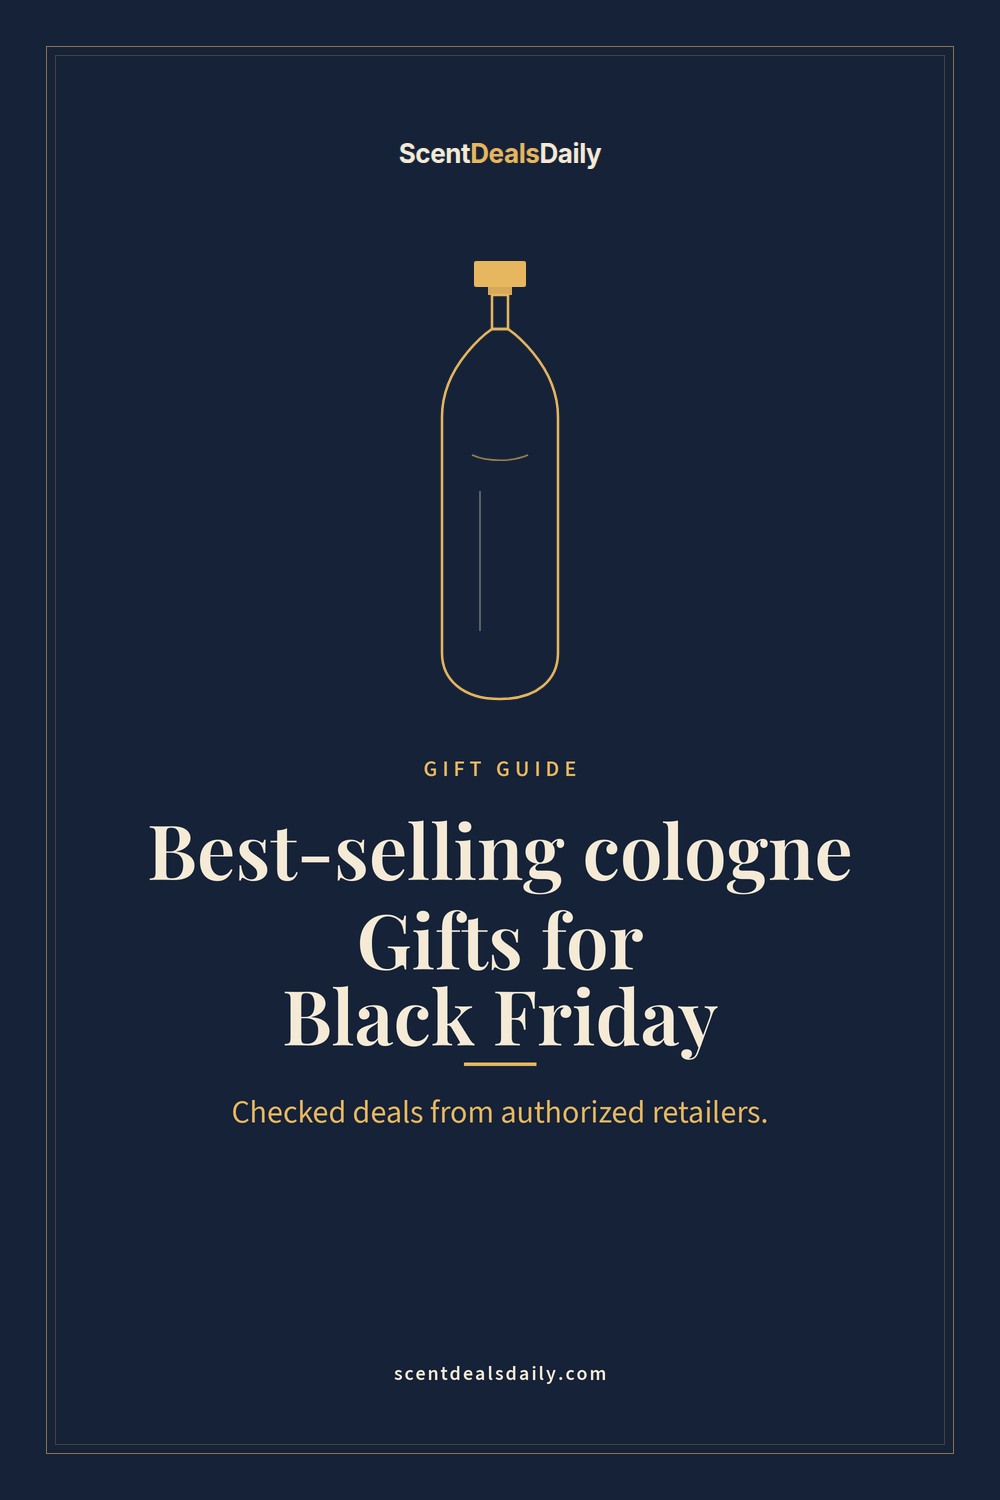 ScentDealsDaily
GIFT GUIDE
Best-selling cologne
Gifts for
Black Friday
Checked deals from authorized retailers.
scentdealsdaily.com